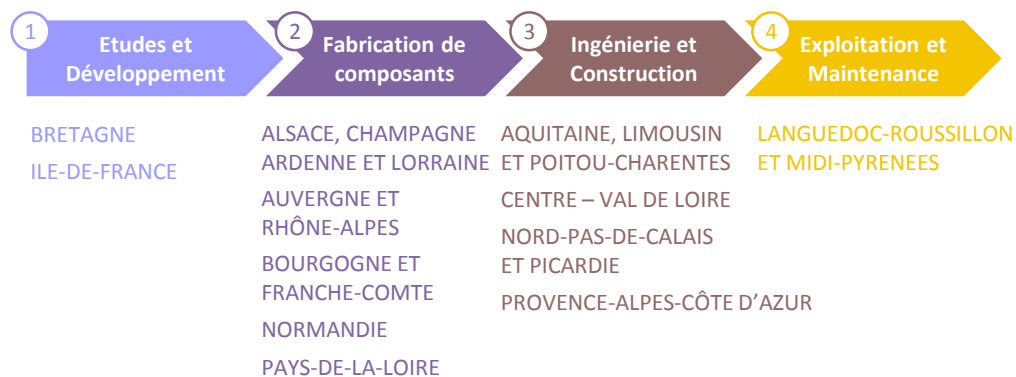 1
Etudes et
Développement
2
Fabrication de
composants
3
Ingénierie et
Construction
4
Exploitation et
Maintenance
BRETAGNE
ILE-DE-FRANCE
ALSACE, CHAMPAGNE
ARDENNE ET LORRAINE
AUVERGNE ET
RHÔNE-ALPES
BOURGOGNE ET
FRANCHE-COMTE
NORMANDIE
PAYS-DE-LA-LOIRE
AQUITAINE, LIMOUSIN
ET POITOU-CHARENTES
CENTRE – VAL DE LOIRE
NORD-PAS-DE-CALAIS
ET PICARDIE
PROVENCE-ALPES-CÔTE D’AZUR
LANGUEDOC-ROUSSILLON
ET MIDI-PYRENEES